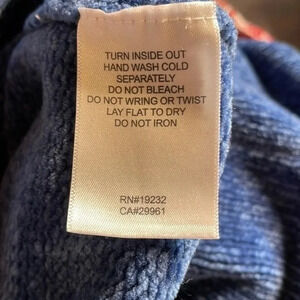 TURN INSIDE OUT
HAND WASH COLD
SEPARATELY
DO NOT BLEACH
DO NOT WRING OR TWIST
LAY FLAT TO DRY
DO NOT IRON
RN#19232
CA#29961